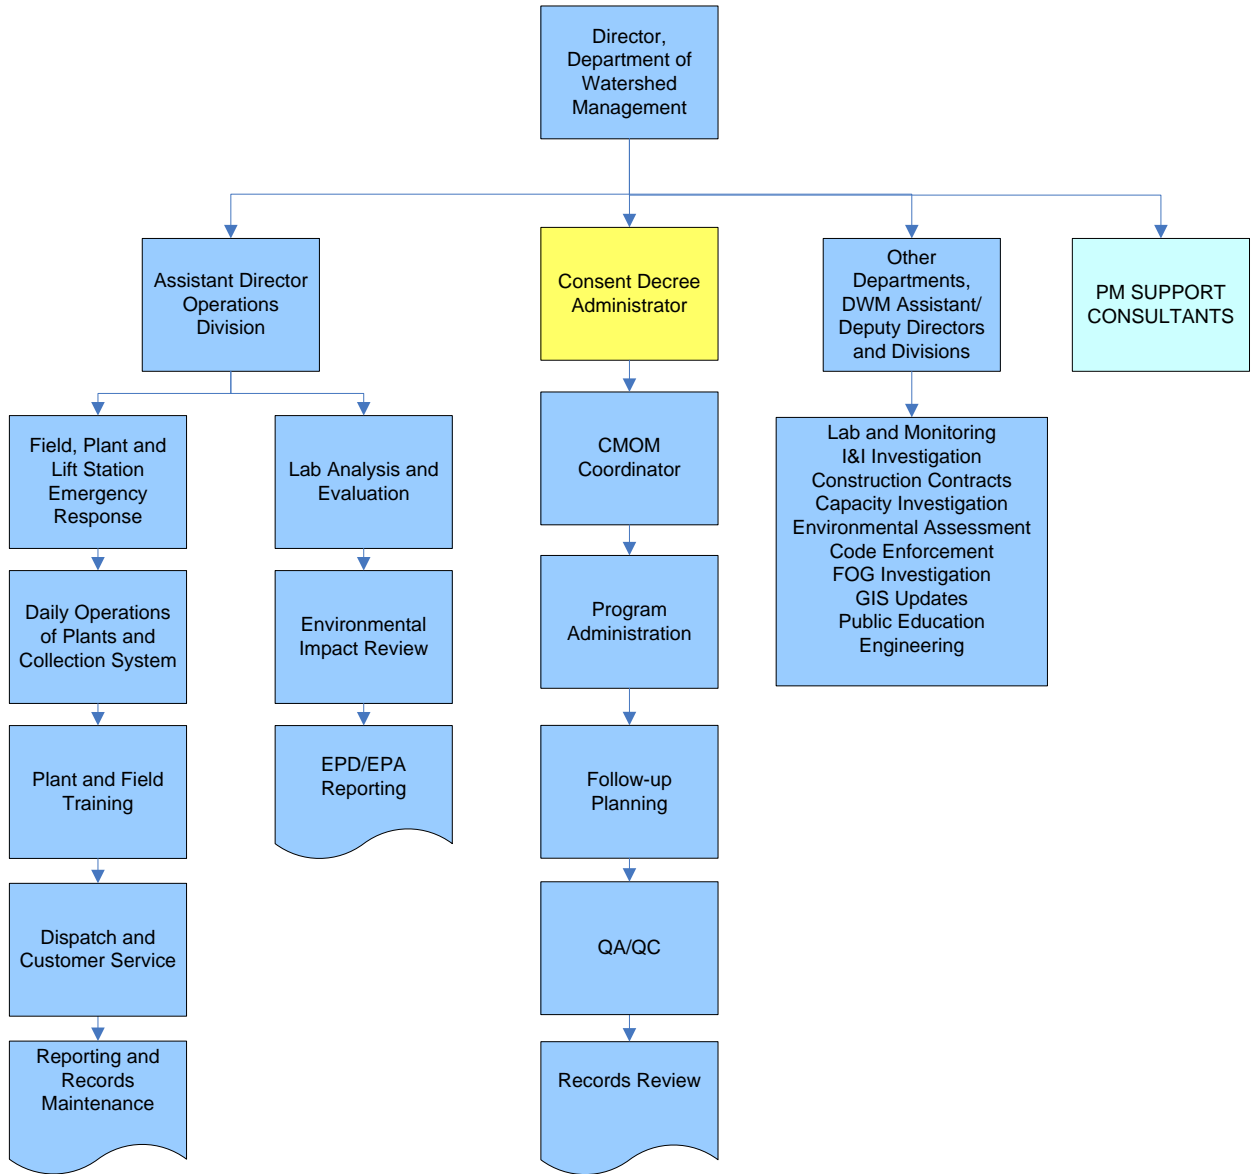 Director,
Department of
Watershed
Management
Assistant Director
Operations
Division
Consent Decree
Administrator
Other
Departments,
DWM Assistant/
Deputy Directors
and Divisions
PM SUPPORT
CONSULTANTS
Field, Plant and
Lift Station
Emergency
Response
Lab Analysis and
Evaluation
CMOM
Coordinator
Lab and Monitoring
I&I Investigation
Construction Contracts
Capacity Investigation
Environmental Assessment
Code Enforcement
FOG Investigation
GIS Updates
Public Education
Engineering
Daily Operations
of Plants and
Collection System
Environmental
Impact Review
Program
Administration
Plant and Field
Training
EPD/EPA
Reporting
Follow-up
Planning
Dispatch and
Customer Service
QA/QC
Reporting and
Records
Maintenance
Records Review